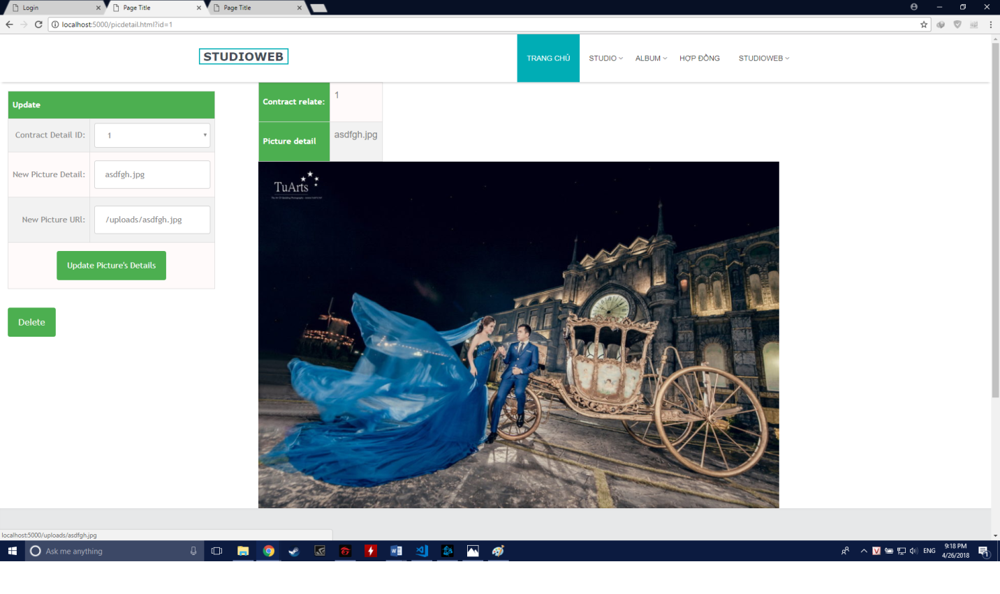 Login
Page Title
Page Title
localhost:5000/picdetail.html?id=1
STUDIOWEB
TRANG CHỦ
STUDIO
ALBUM
HỢP ĐỒNG
STUDIOWEB
Update
Contract Detail ID:
1
New Picture Detail:
asdfgh.jpg
New Picture URl:
/uploads/asdfgh.jpg
Update Picture's Details
Delete
Contract relate:
1
Picture detail
asdfgh.jpg
TuArts
localhost:5000/uploads/asdfgh.jpg
Ask me anything
ENG
9:18 PM
4/26/2018